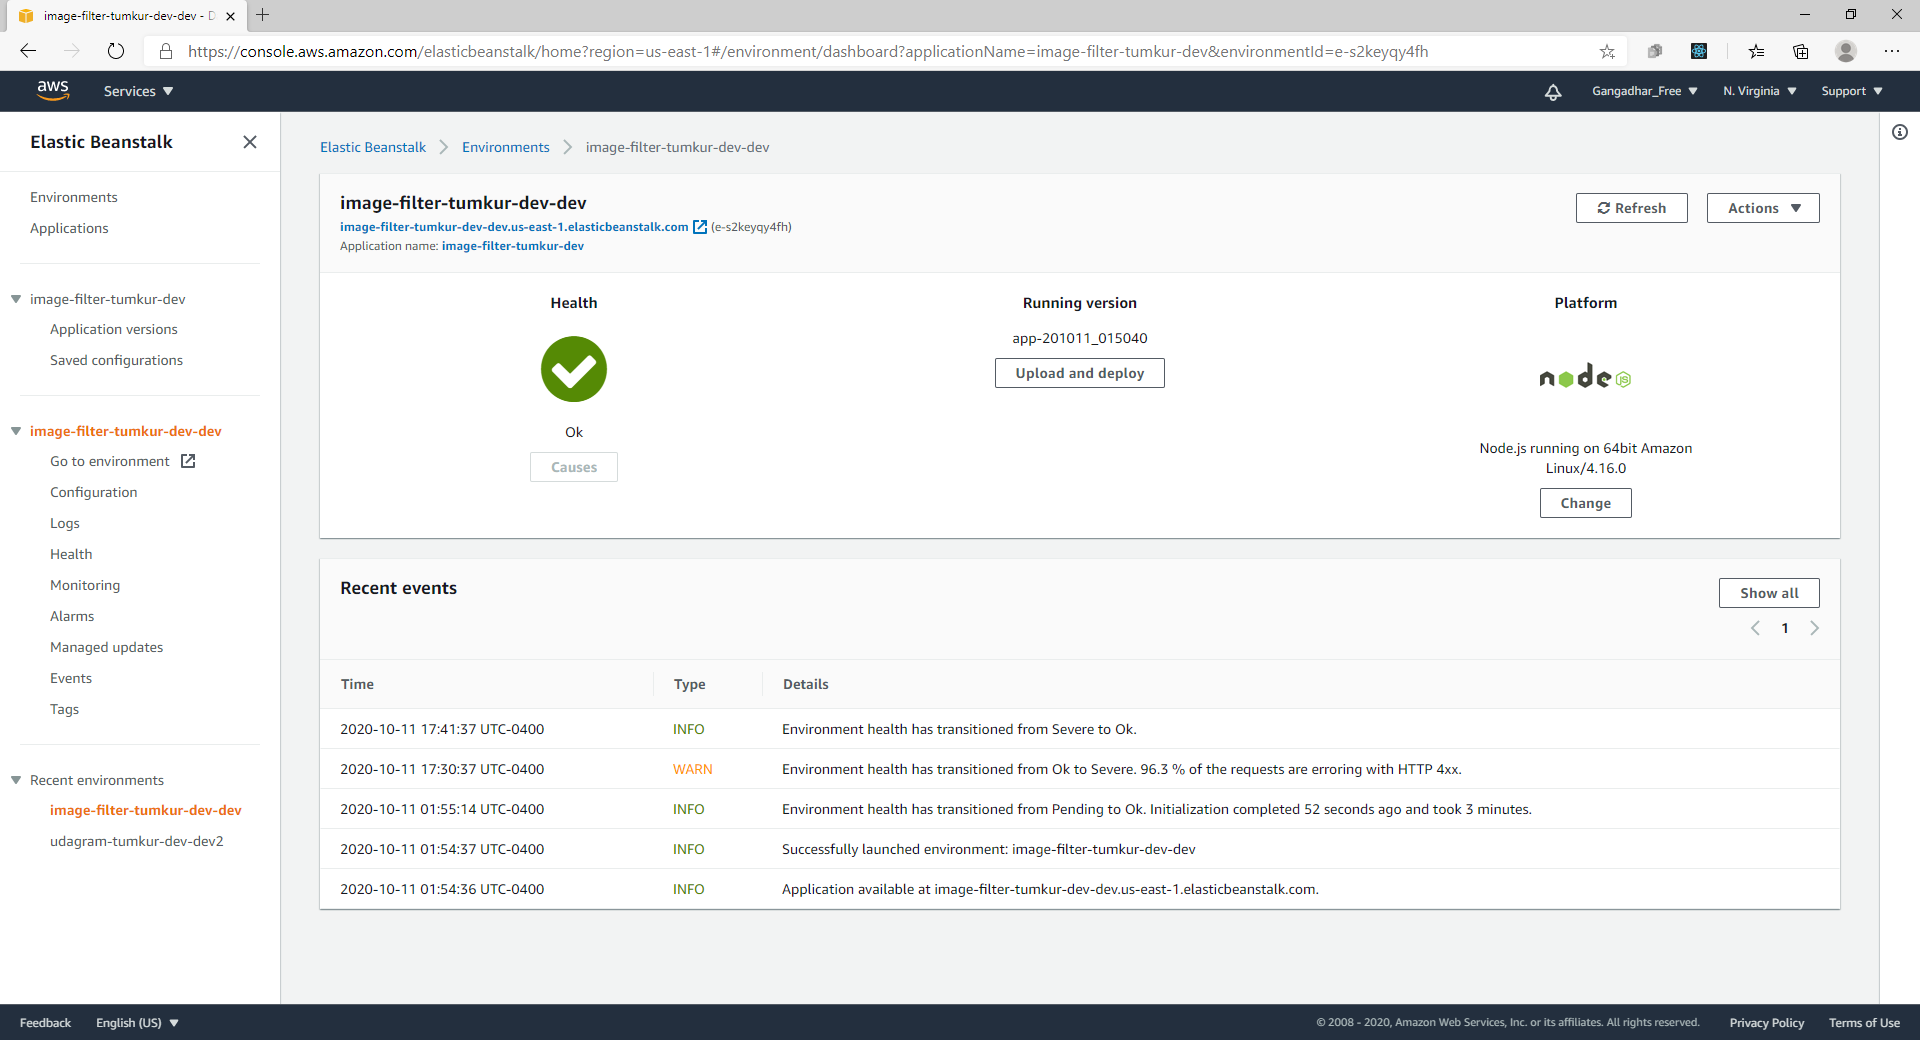 image-filter-tumkur-dev-dev - D
https://console.aws.amazon.com/elasticbeanstalk/home?region=us-east-1#/environment/dashboard?applicationName=image-filter-tumkur-dev&environmentId=e-s2keyqy4fh
aws
Services
Gangadhar_Free
N. Virginia
Support
Elastic Beanstalk
Environments
Applications
image-filter-tumkur-dev
Application versions
Saved configurations
image-filter-tumkur-dev-dev
Go to environment
Configuration
Logs
Health
Monitoring
Alarms
Managed updates
Events
Tags
Recent environments
image-filter-tumkur-dev-dev
udagram-tumkur-dev-dev2
Elastic Beanstalk > Environments > image-filter-tumkur-dev-dev
image-filter-tumkur-dev-dev
image-filter-tumkur-dev-dev.us-east-1.elasticbeanstalk.com (e-s2keyqy4fh)
Application name: image-filter-tumkur-dev
Refresh
Actions
Health
Ok
Causes
Running version
app-201011_015040
Upload and deploy
Platform
node JS
Node.js running on 64bit Amazon
Linux/4.16.0
Change
Recent events
Show all
1
Time Type Details
2020-10-11 17:41:37 UTC-0400 INFO Environment health has transitioned from Severe to Ok.
2020-10-11 17:30:37 UTC-0400 WARN Environment health has transitioned from Ok to Severe. 96.3 % of the requests are erroring with HTTP 4xx.
2020-10-11 01:55:14 UTC-0400 INFO Environment health has transitioned from Pending to Ok. Initialization completed 52 seconds ago and took 3 minutes.
2020-10-11 01:54:37 UTC-0400 INFO Successfully launched environment: image-filter-tumkur-dev-dev
2020-10-11 01:54:36 UTC-0400 INFO Application available at image-filter-tumkur-dev-dev.us-east-1.elasticbeanstalk.com.
Feedback
English (US)
© 2008 - 2020, Amazon Web Services, Inc. or its affiliates. All rights reserved.
Privacy Policy
Terms of Use